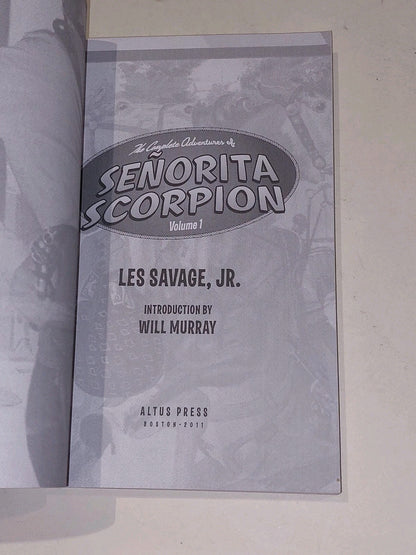 The Complete Adventures of
SEÑORITA
SCORPION
Volume 1
LES SAVAGE, JR.
INTRODUCTION BY
WILL MURRAY
ALTUS PRESS
BOSTON • 2011